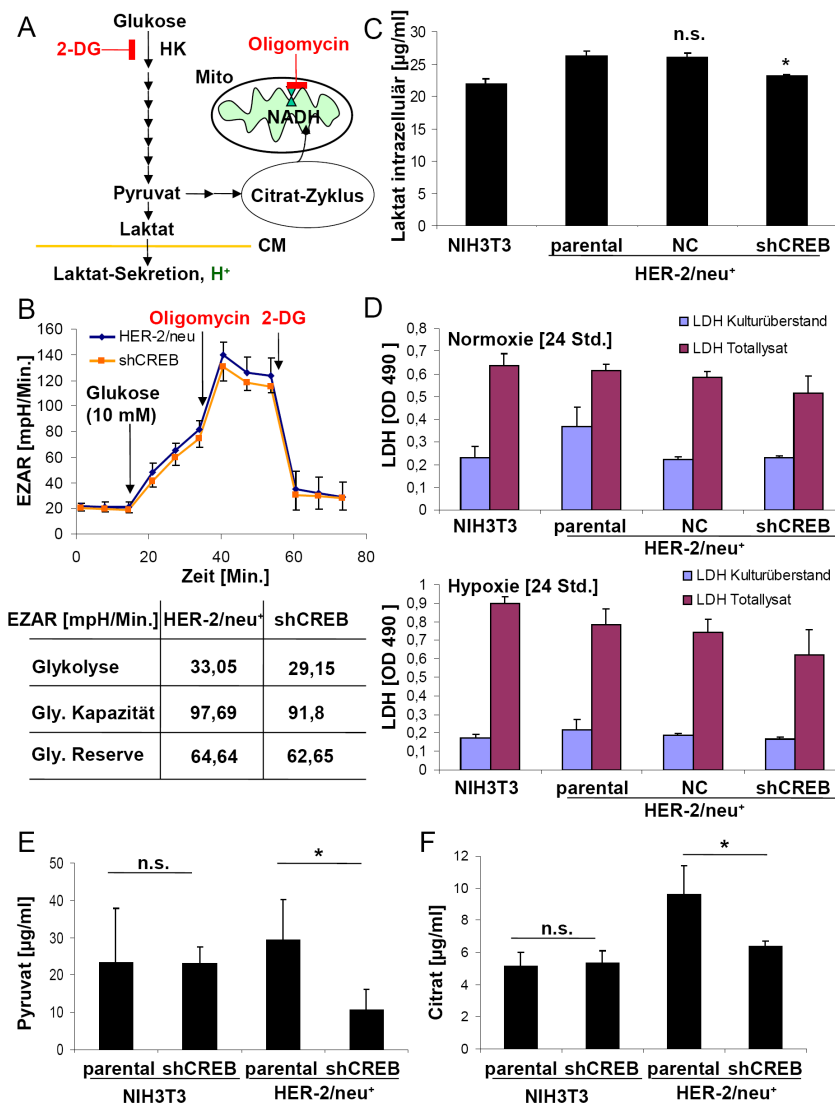 A
Glukose
2-DG
HK
Oligomycin
Mito
NADH
Pyruvat
Citrat-Zyklus
Laktat
CM
Laktat-Sekretion, H⁺
B
Oligomycin 2-DG
HER-2/neu
shCREB
Glukose
(10 mM)
EZAR [mpH/Min.]
160
140
120
100
80
60
40
20
0
0 20 40 60 80
Zeit [Min.]
EZAR [mpH/Min.] HER-2/neu⁺ shCREB
Glykolyse 33,05 29,15
Gly. Kapazität 97,69 91,8
Gly. Reserve 64,64 62,65
C
Laktat intrazellulär [µg/ml]
30
25
20
15
10
5
0
n.s.
*
NIH3T3 parental NC shCREB
HER-2/neu⁺
D
LDH Kulturüberstand
LDH Totallysat
Normoxie [24 Std.]
LDH [OD 490]
0,8
0,7
0,6
0,5
0,4
0,3
0,2
0,1
0
NIH3T3 parental NC shCREB
HER-2/neu⁺
LDH Kulturüberstand
LDH Totallysat
Hypoxie [24 Std.]
LDH [OD 490 ]
1
0,9
0,8
0,7
0,6
0,5
0,4
0,3
0,2
0,1
0
NIH3T3 parental NC shCREB
HER-2/neu⁺
E
Pyruvat [µg/ml]
50
40
30
20
10
0
n.s.
*
parental shCREB parental shCREB
NIH3T3 HER-2/neu⁺
F
Citrat [µg/ml]
12
10
8
6
4
2
0
n.s.
*
parental shCREB parental shCREB
NIH3T3 HER-2/neu⁺